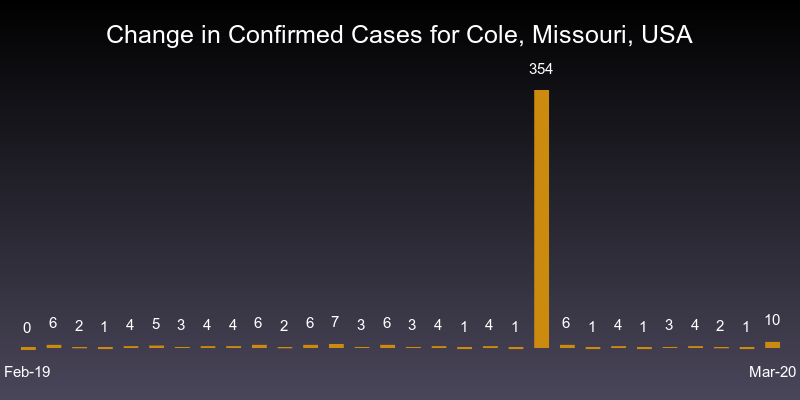 Change in Confirmed Cases for Cole, Missouri, USA
354
0 6 2 1 4 5 3 4 4 6 2 6 7 3 6 3 4 1 4 1 6 1 4 1 3 4 2 1 10
Feb-19 Mar-20